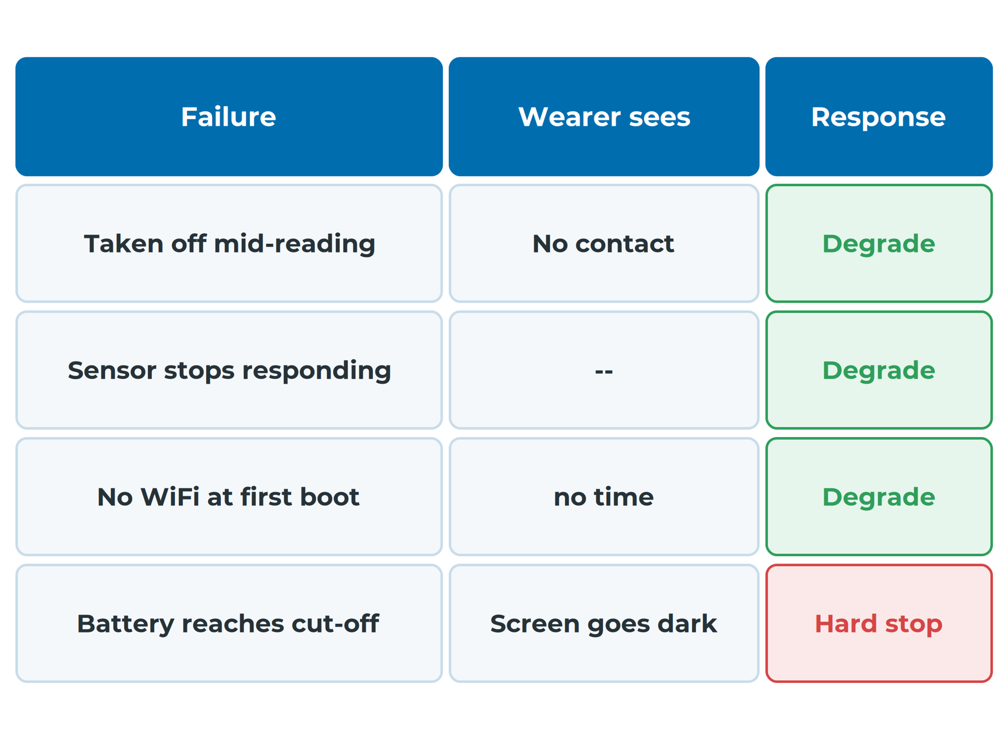 Failure Wearer sees Response
Taken off mid-reading No contact Degrade
Sensor stops responding -- Degrade
No WiFi at first boot no time Degrade
Battery reaches cut-off Screen goes dark Hard stop